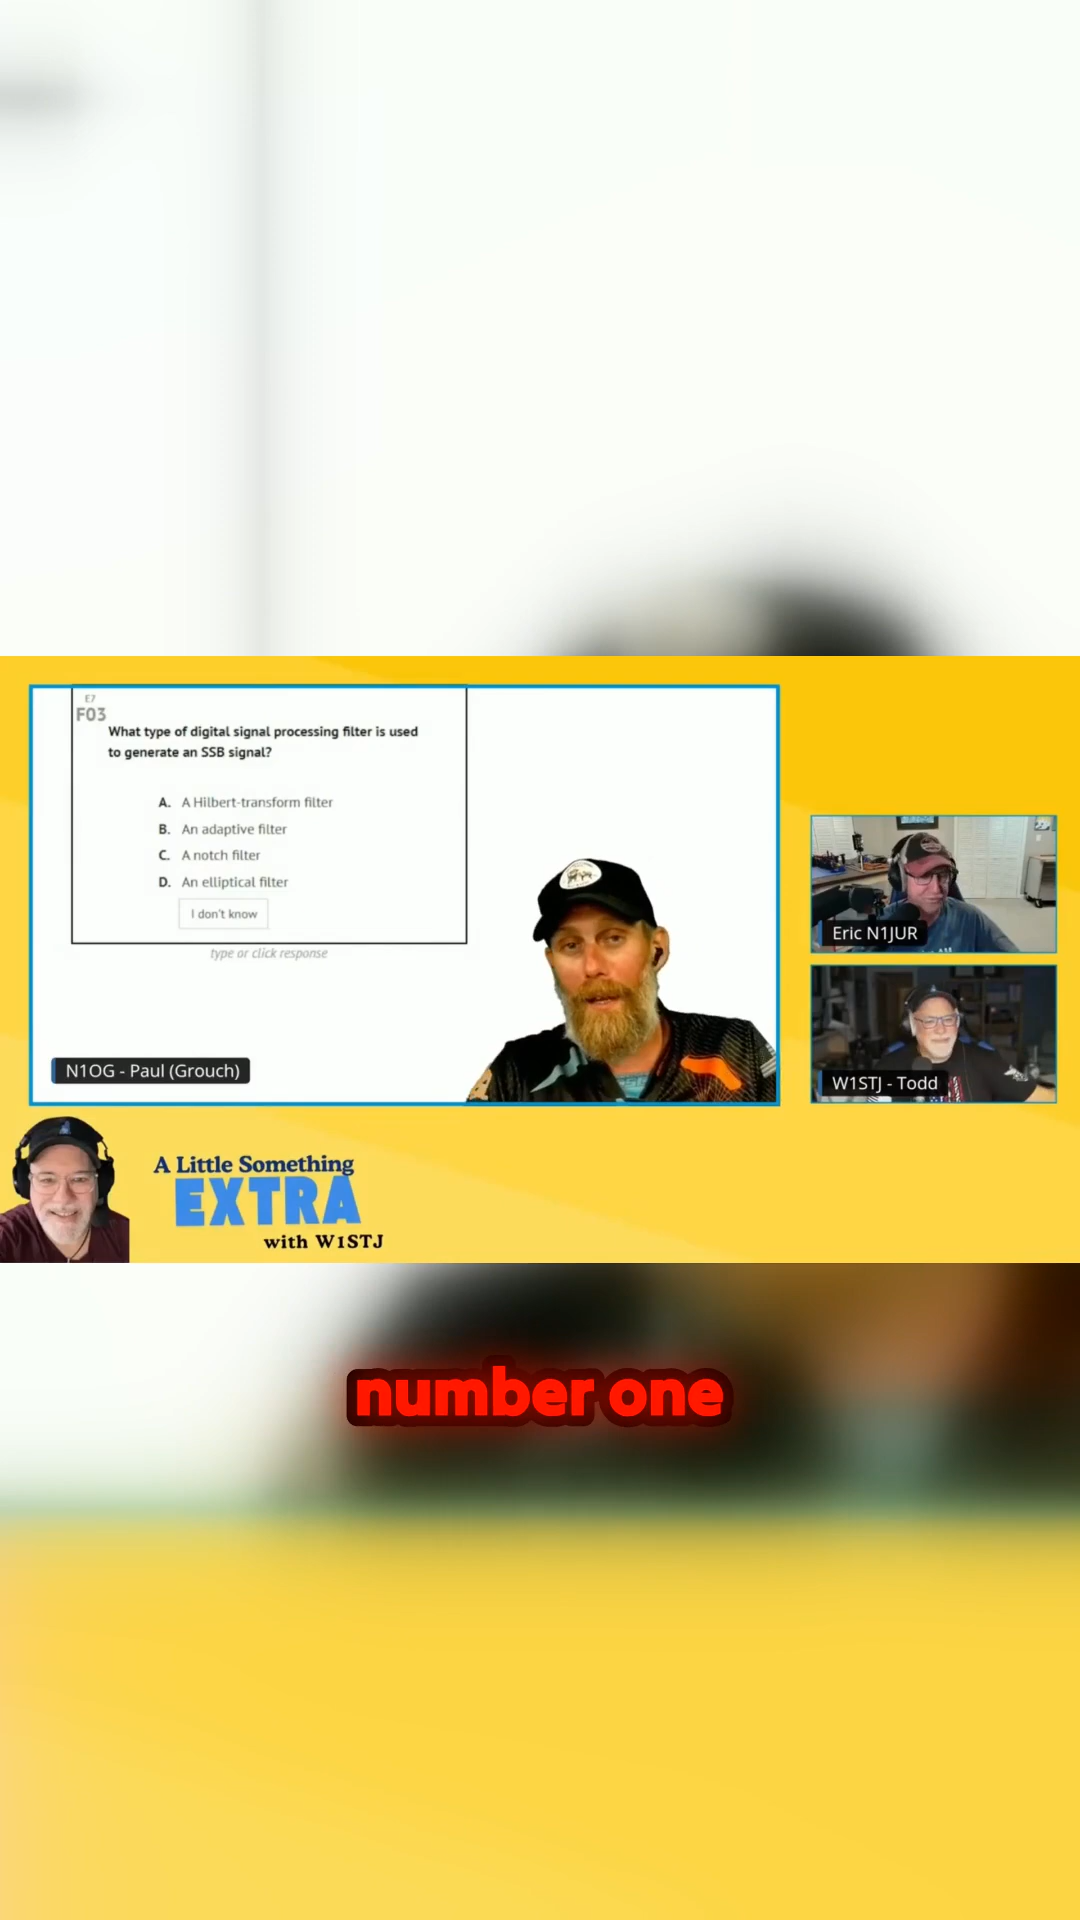 E7
F03
What type of digital signal processing filter is used
to generate an SSB signal?
A. A Hilbert-transform filter
B. An adaptive filter
C. A notch filter
D. An elliptical filter
I don't know
type or click response
N1OG - Paul (Grouch)
Eric N1JUR
W1STJ - Todd
A Little Something
EXTRA
with W1STJ
number one